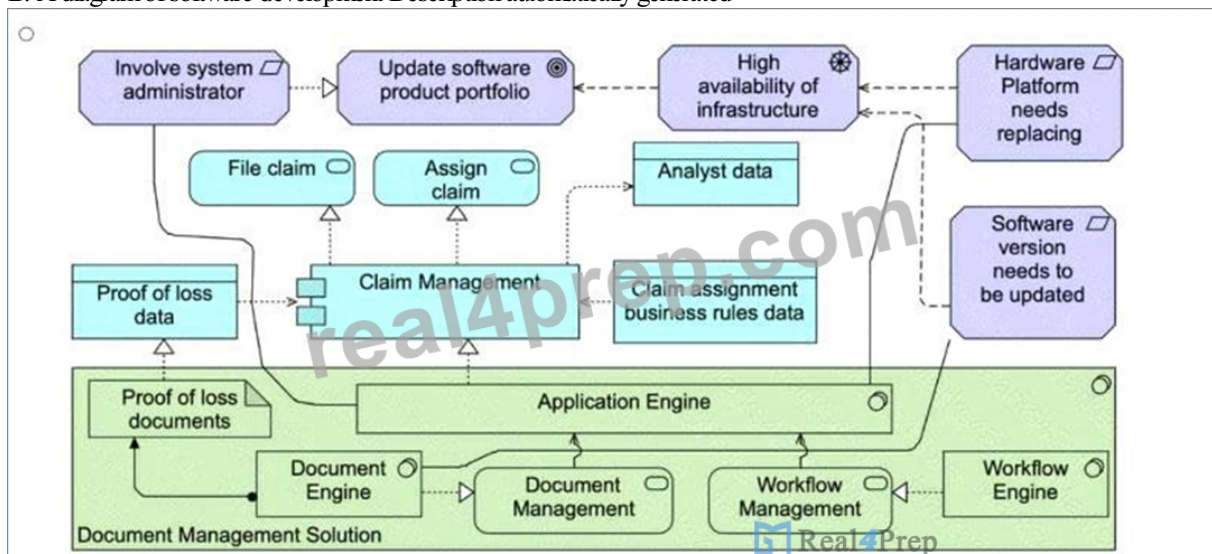 B. A diagram of software development Description automatically generated
Involve system
administrator
Update software
product portfolio
High
availability of
infrastructure
Hardware
Platform
needs
replacing
File claim
Assign
claim
Analyst data
Software
version
needs to
be updated
Proof of loss
data
Claim Management
Claim assignment
business rules data
real4prep.com
Proof of loss
documents
Application Engine
Document
Engine
Document
Management
Workflow
Management
Workflow
Engine
Document Management Solution
Real4Prep